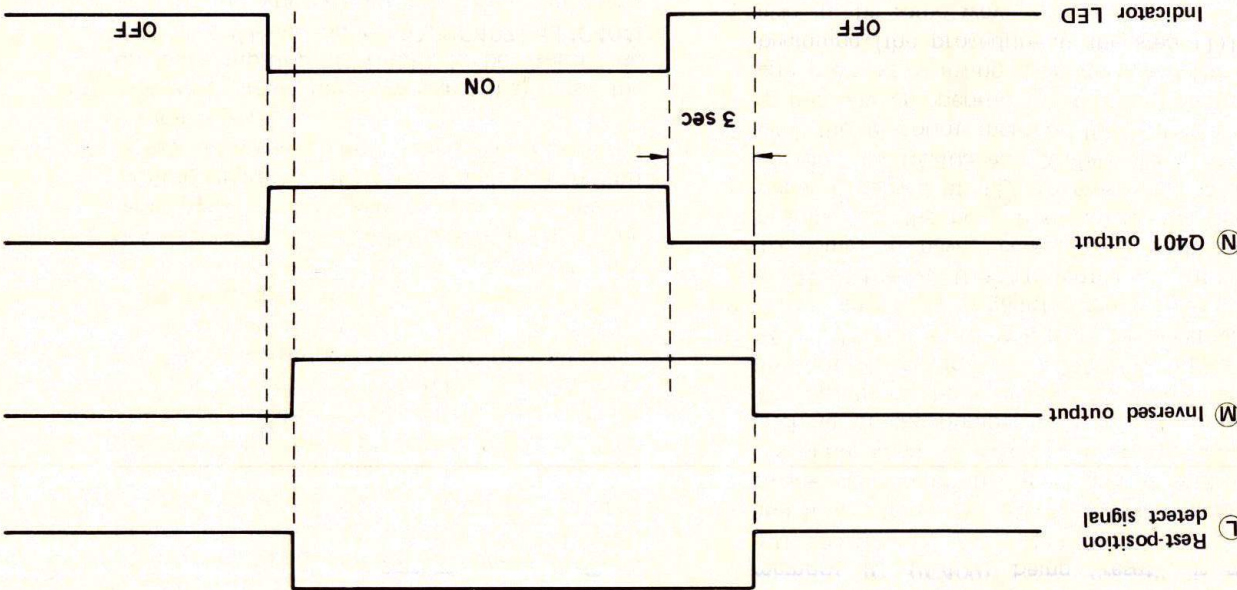 Ⓛ Rest-position
detect signal
Ⓜ Inversed output
Ⓝ Q401 output
3 sec
ON
Indicator LED OFF OFF